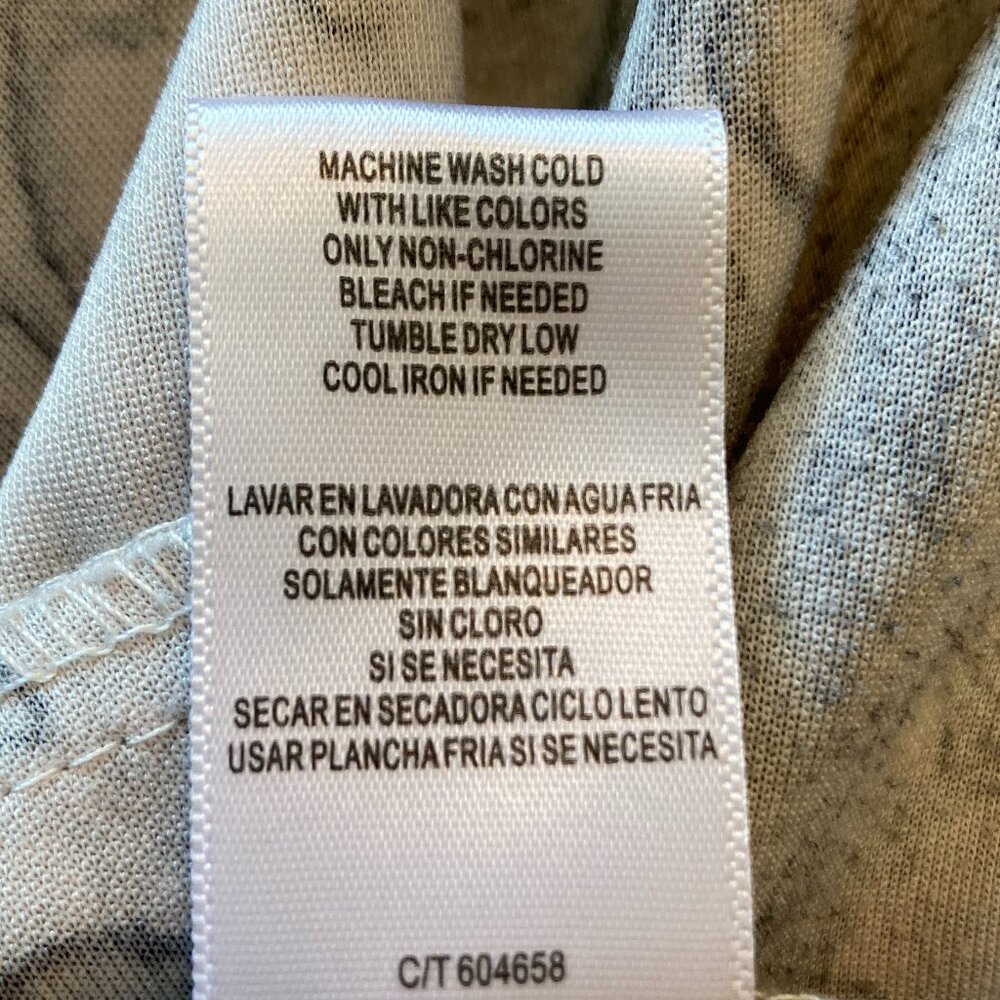 MACHINE WASH COLD
WITH LIKE COLORS
ONLY NON-CHLORINE
BLEACH IF NEEDED
TUMBLE DRY LOW
COOL IRON IF NEEDED
LAVAR EN LAVADORA CON AGUA FRIA
CON COLORES SIMILARES
SOLAMENTE BLANQUEADOR
SIN CLORO
SI SE NECESITA
SECAR EN SECADORA CICLO LENTO
USAR PLANCHA FRIA SI SE NECESITA
C/T 604658